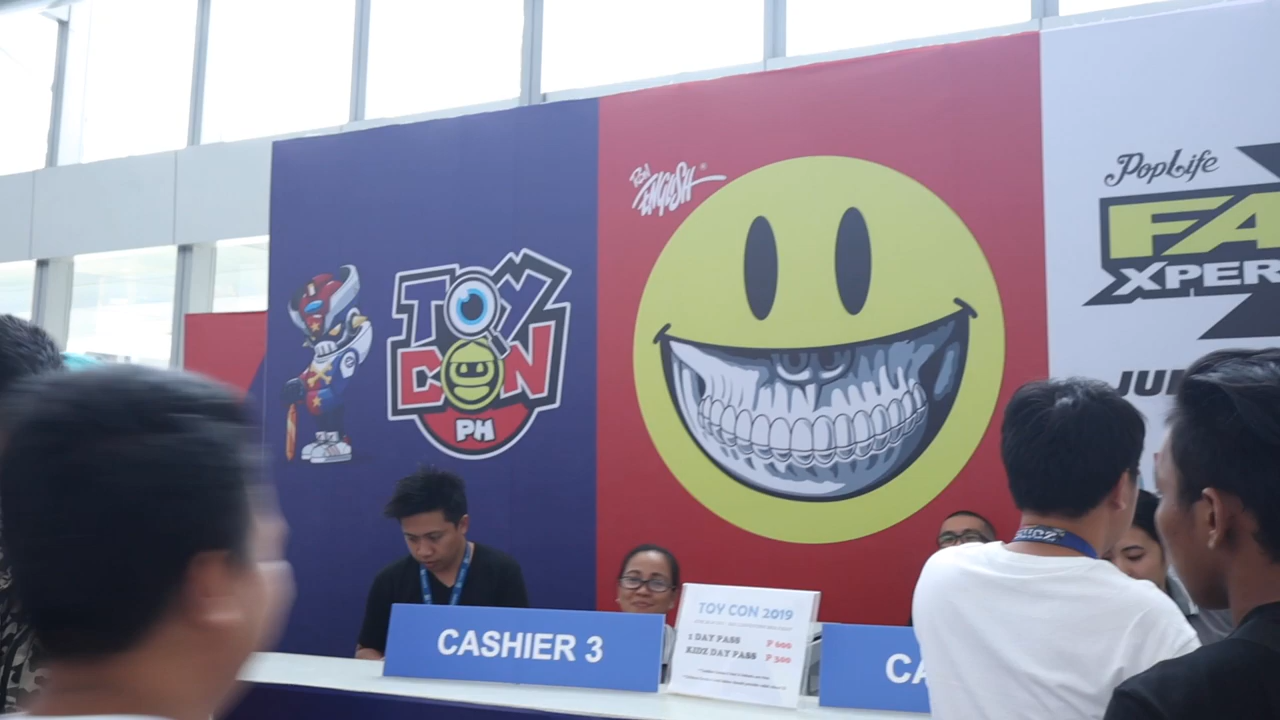 Ron
ENGLISH
®
TOY
CON
PH
PopLife
FA
XPER
JU
TOY CON 2019
1 DAY PASS ₱ 600
KIDZ DAY PASS ₱ 300
CASHIER 3
CA